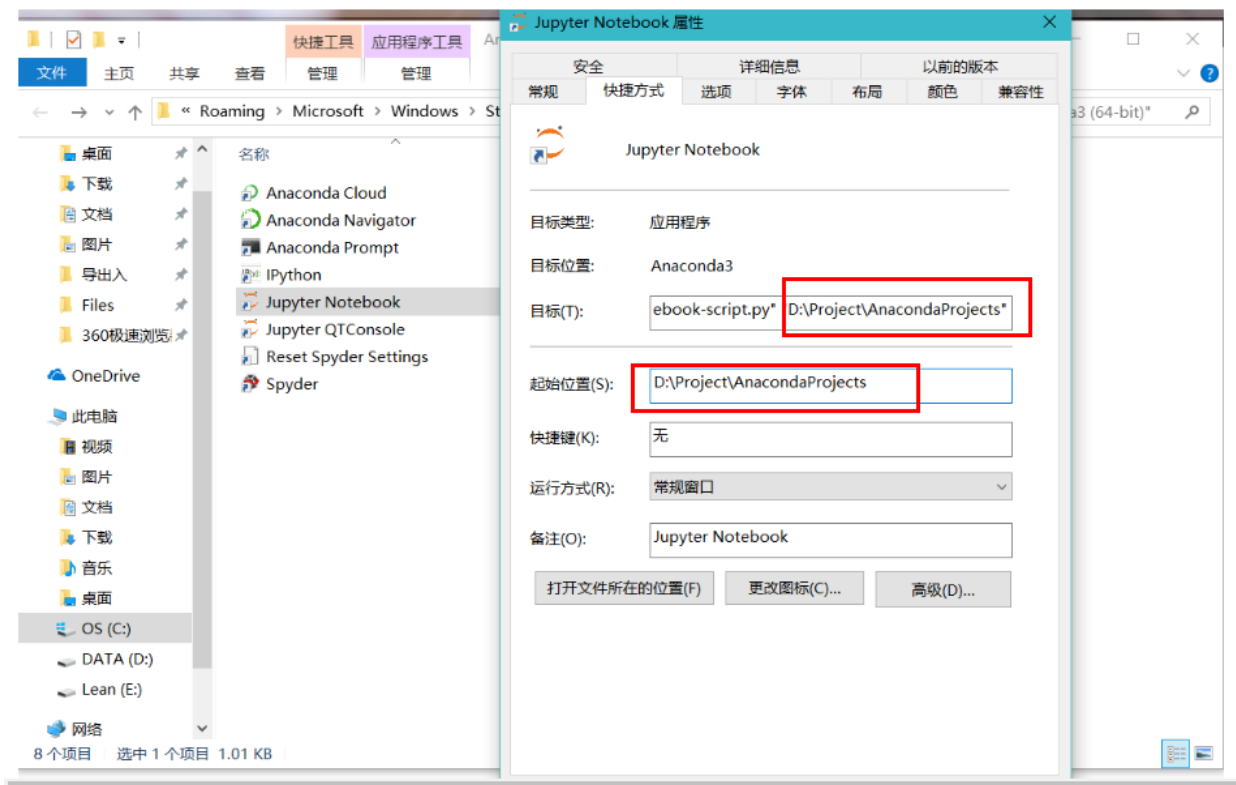 快捷工具
应用程序工具
An
文件
主页
共享
查看
管理
管理
« Roaming > Microsoft > Windows > St
名称
桌面
下载
文档
图片
导出入
Files
360极速浏览
OneDrive
此电脑
视频
图片
文档
下载
音乐
桌面
OS (C:)
DATA (D:)
Lean (E:)
网络
Anaconda Cloud
Anaconda Navigator
Anaconda Prompt
IPython
Jupyter Notebook
Jupyter QTConsole
Reset Spyder Settings
Spyder
8 个项目
选中 1 个项目 1.01 KB
Jupyter Notebook 属性
安全
详细信息
以前的版本
常规
快捷方式
选项
字体
布局
颜色
兼容性
Jupyter Notebook
目标类型:
应用程序
目标位置:
Anaconda3
目标(T):
ebook-script.py" D:\Project\AnacondaProjects"
起始位置(S):
D:\Project\AnacondaProjects
快捷键(K):
无
运行方式(R):
常规窗口
备注(O):
Jupyter Notebook
打开文件所在的位置(F)
更改图标(C)...
高级(D)...
a3 (64-bit)"